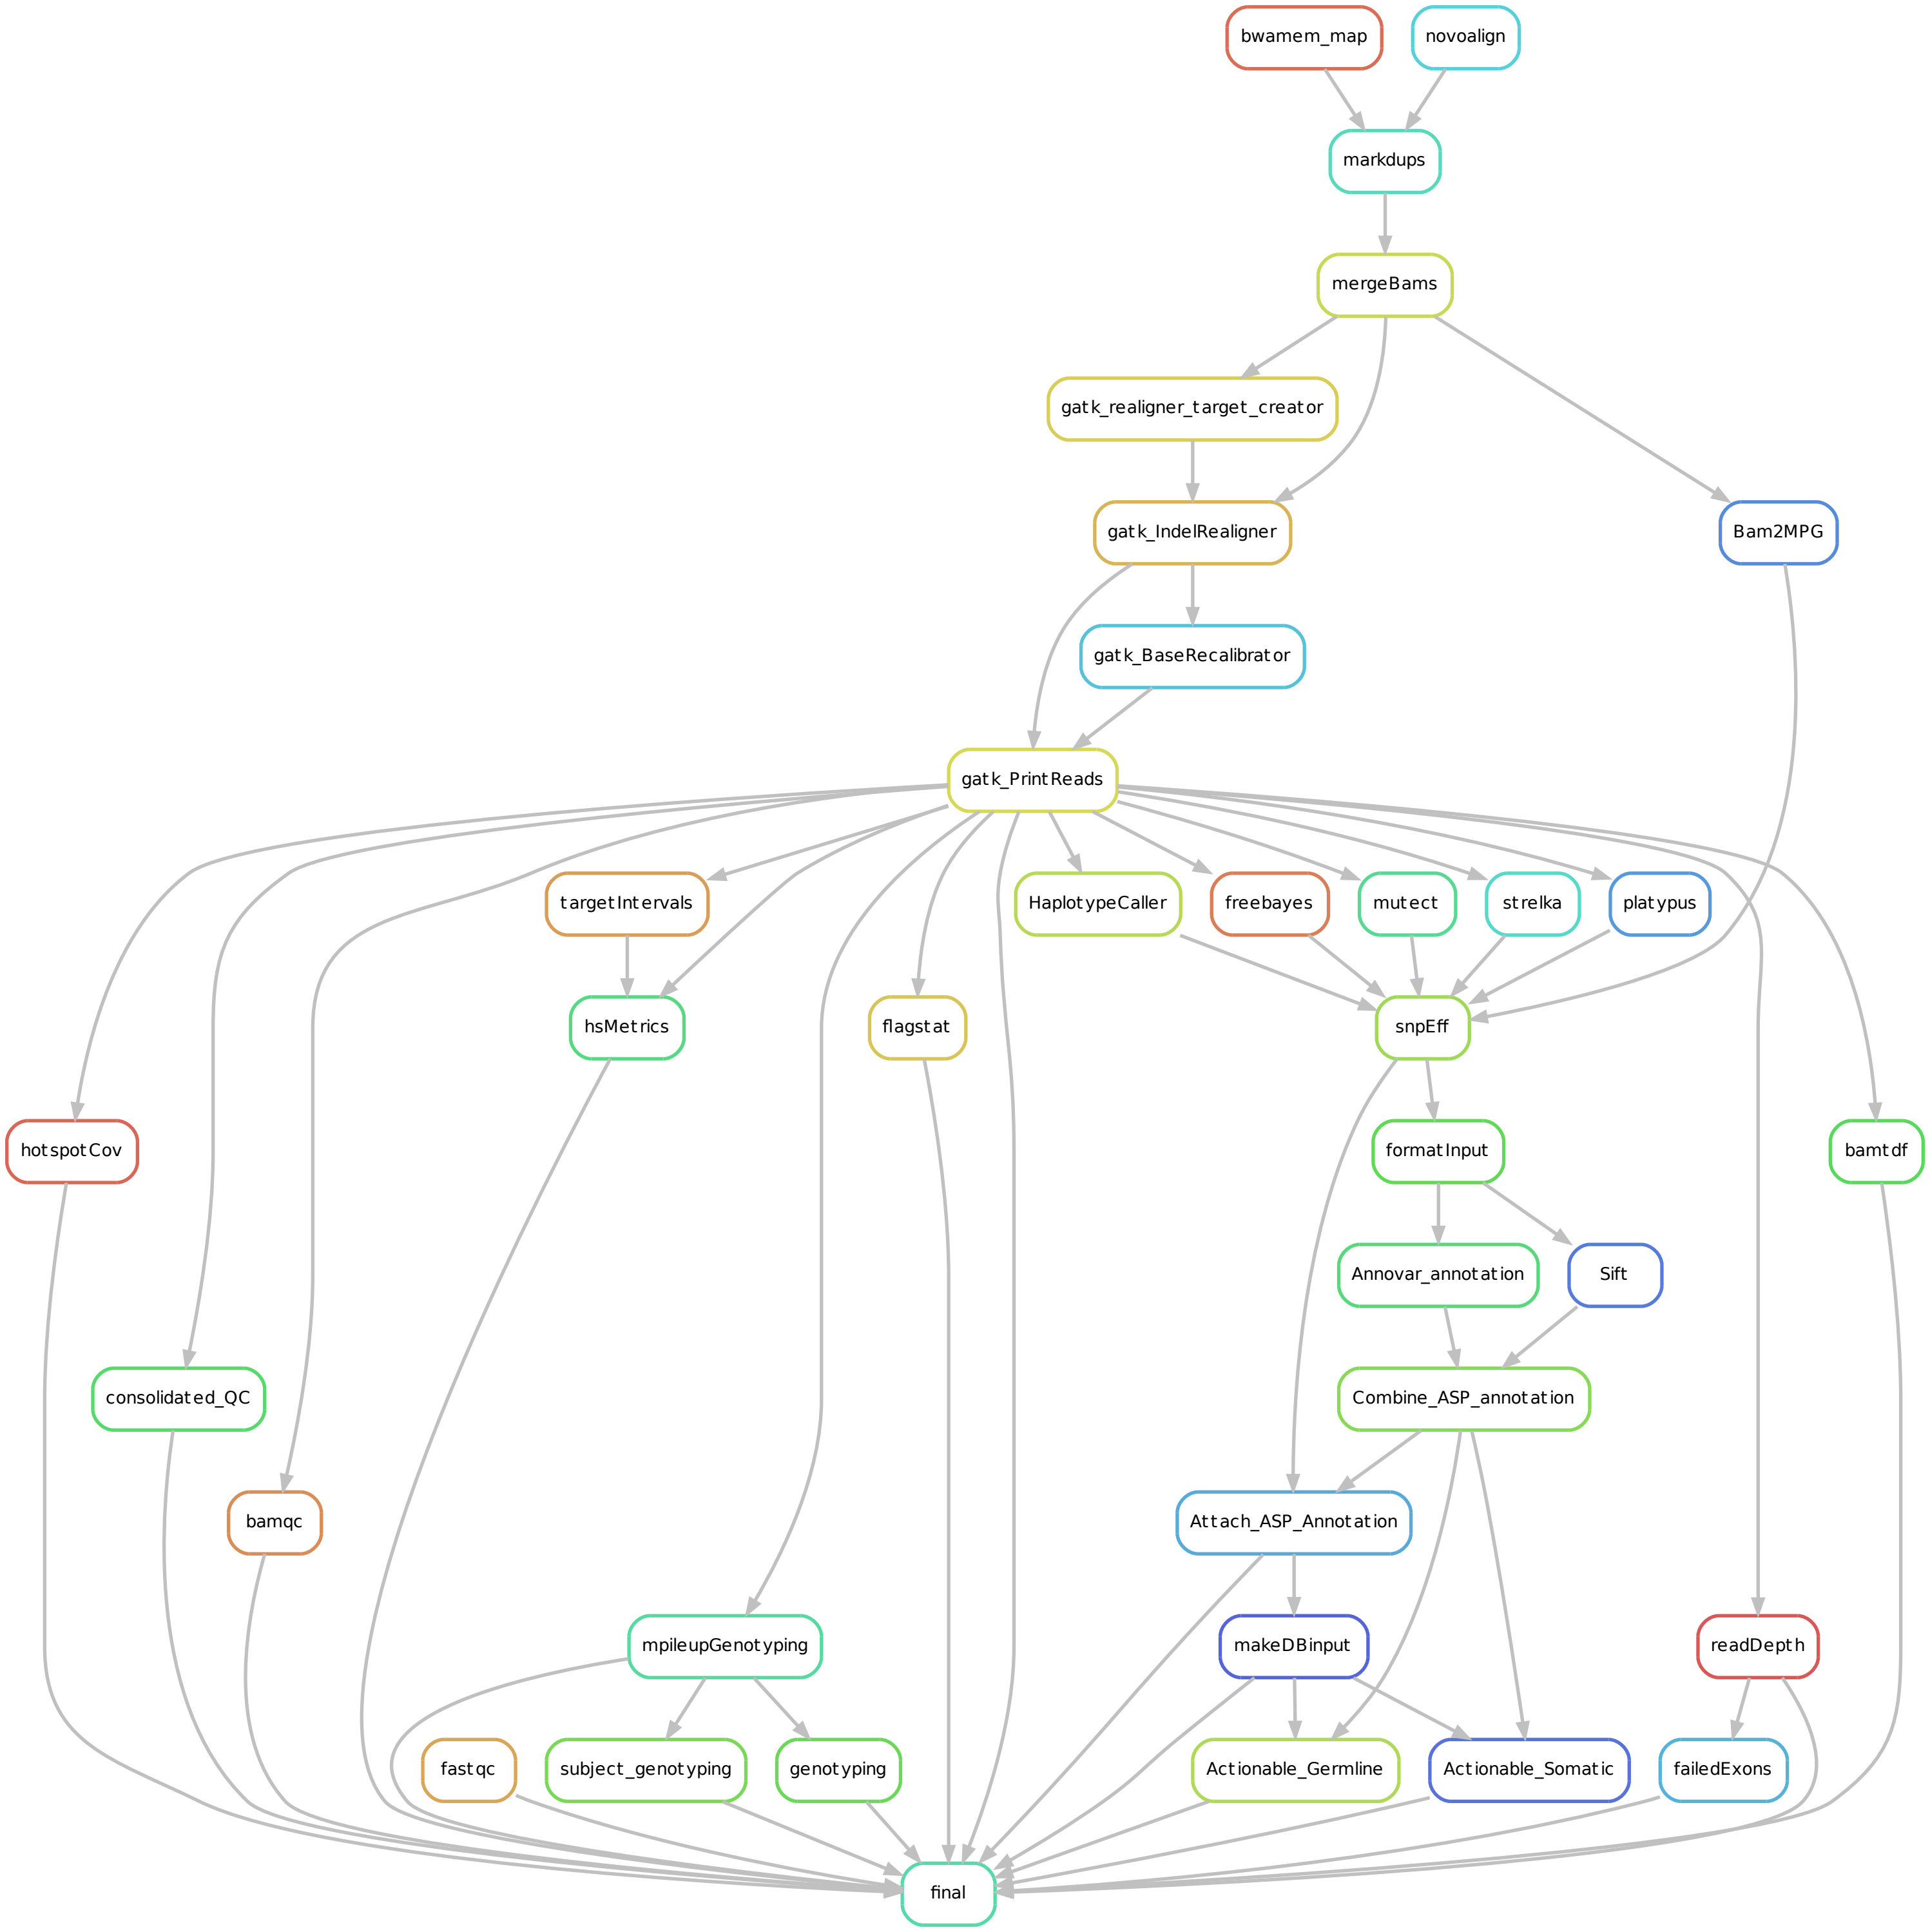 bwamem_map
novoalign
markdups
mergeBams
gatk_realigner_target_creator
gatk_IndelRealigner
Bam2MPG
gatk_BaseRecalibrator
gatk_PrintReads
targetIntervals
HaplotypeCaller
freebayes
mutect
strelka
platypus
hsMetrics
flagstat
snpEff
hotspotCov
formatInput
bamtdf
Annovar_annotation
Sift
consolidated_QC
Combine_ASP_annotation
bamqc
Attach_ASP_Annotation
mpileupGenotyping
makeDBinput
readDepth
fastqc
subject_genotyping
genotyping
Actionable_Germline
Actionable_Somatic
failedExons
final